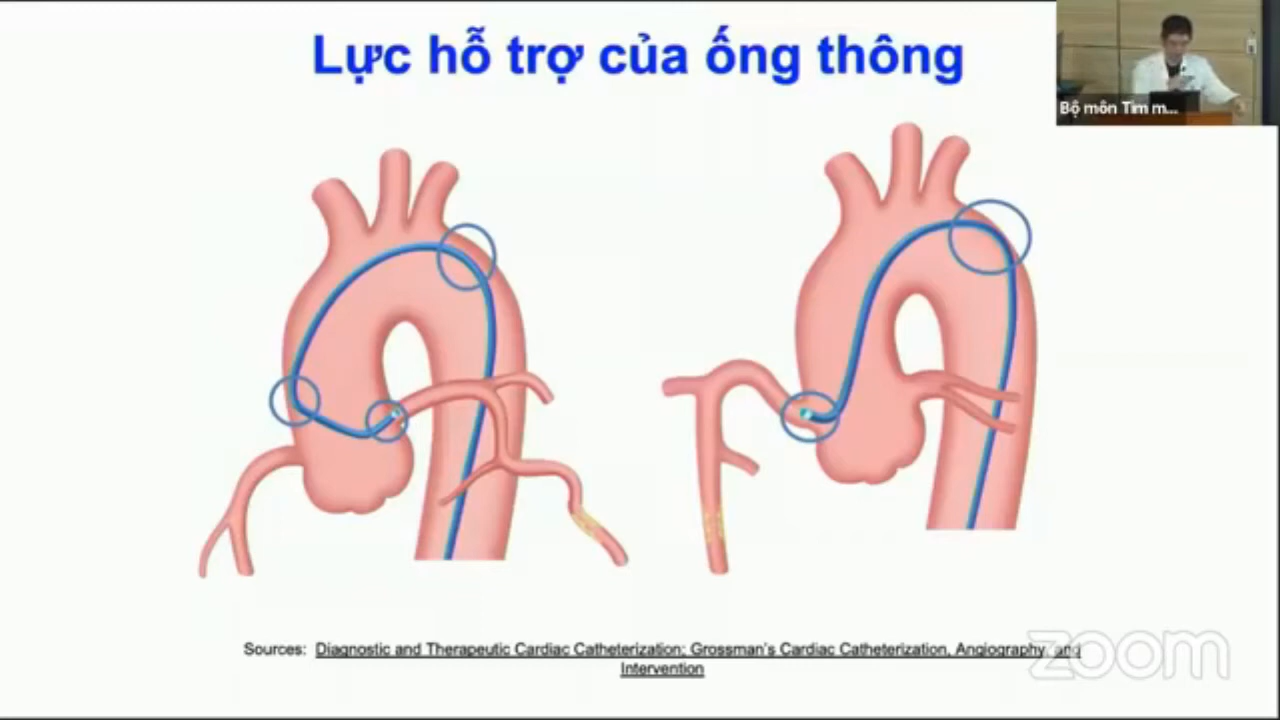 Lực hỗ trợ của ống thông
Bộ môn Tim m...
Sources: Diagnostic and Therapeutic Cardiac Catheterization; Grossman's Cardiac Catheterization, Angiography, and
Intervention
zoom